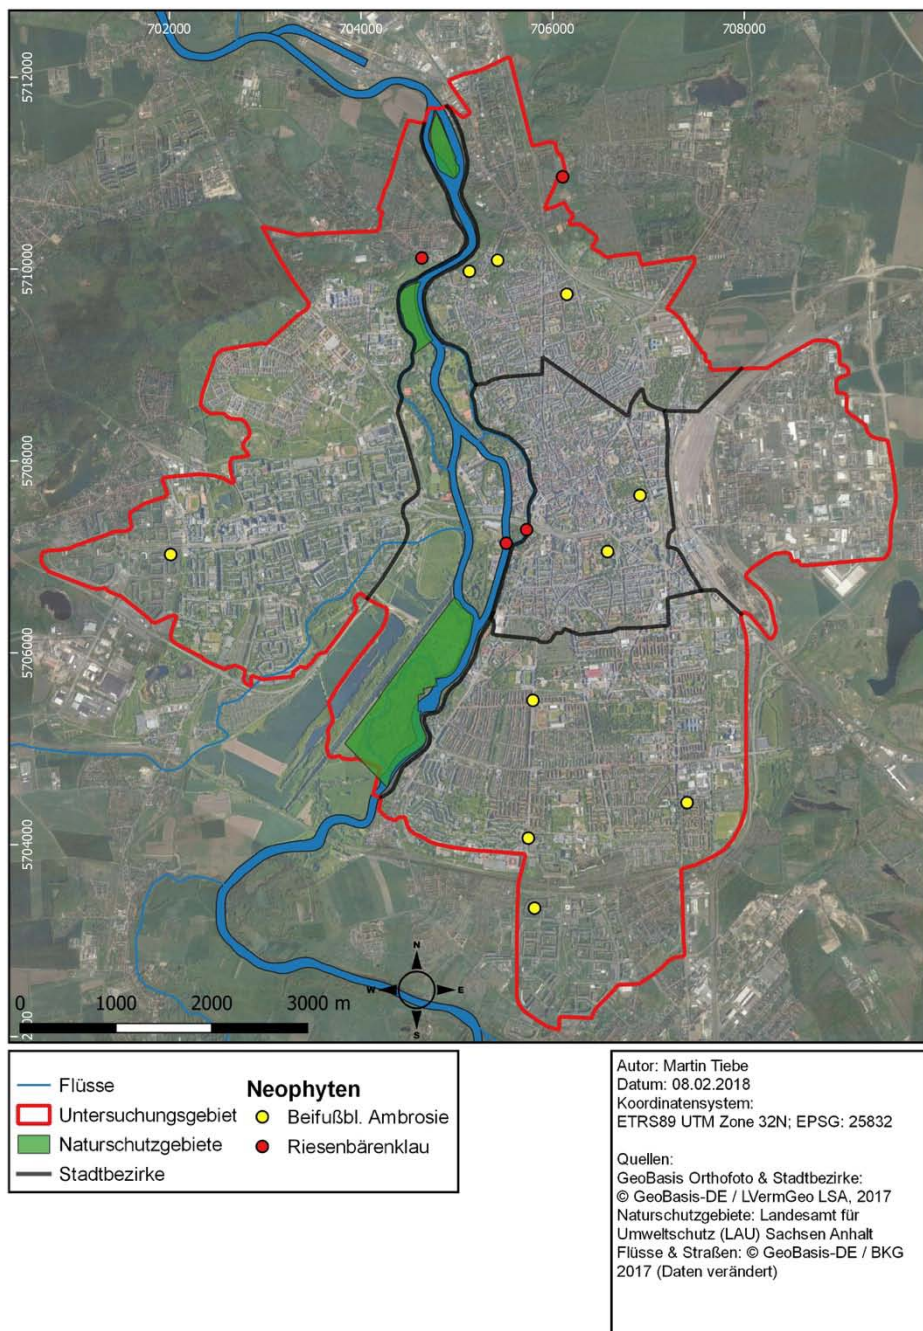 702000 704000 706000 708000
5712000
5710000
5708000
5706000
5704000
N
W E
S
0 1000 2000 3000 m
Flüsse
Untersuchungsgebiet
Naturschutzgebiete
Stadtbezirke
Neophyten
Beifußbl. Ambrosie
Riesenbärenklau
Autor: Martin Tiebe
Datum: 08.02.2018
Koordinatensystem:
ETRS89 UTM Zone 32N; EPSG: 25832
Quellen:
GeoBasis Orthofoto & Stadtbezirke:
© GeoBasis-DE / LVermGeo LSA, 2017
Naturschutzgebiete: Landesamt für
Umweltschutz (LAU) Sachsen Anhalt
Flüsse & Straßen: © GeoBasis-DE / BKG
2017 (Daten verändert)